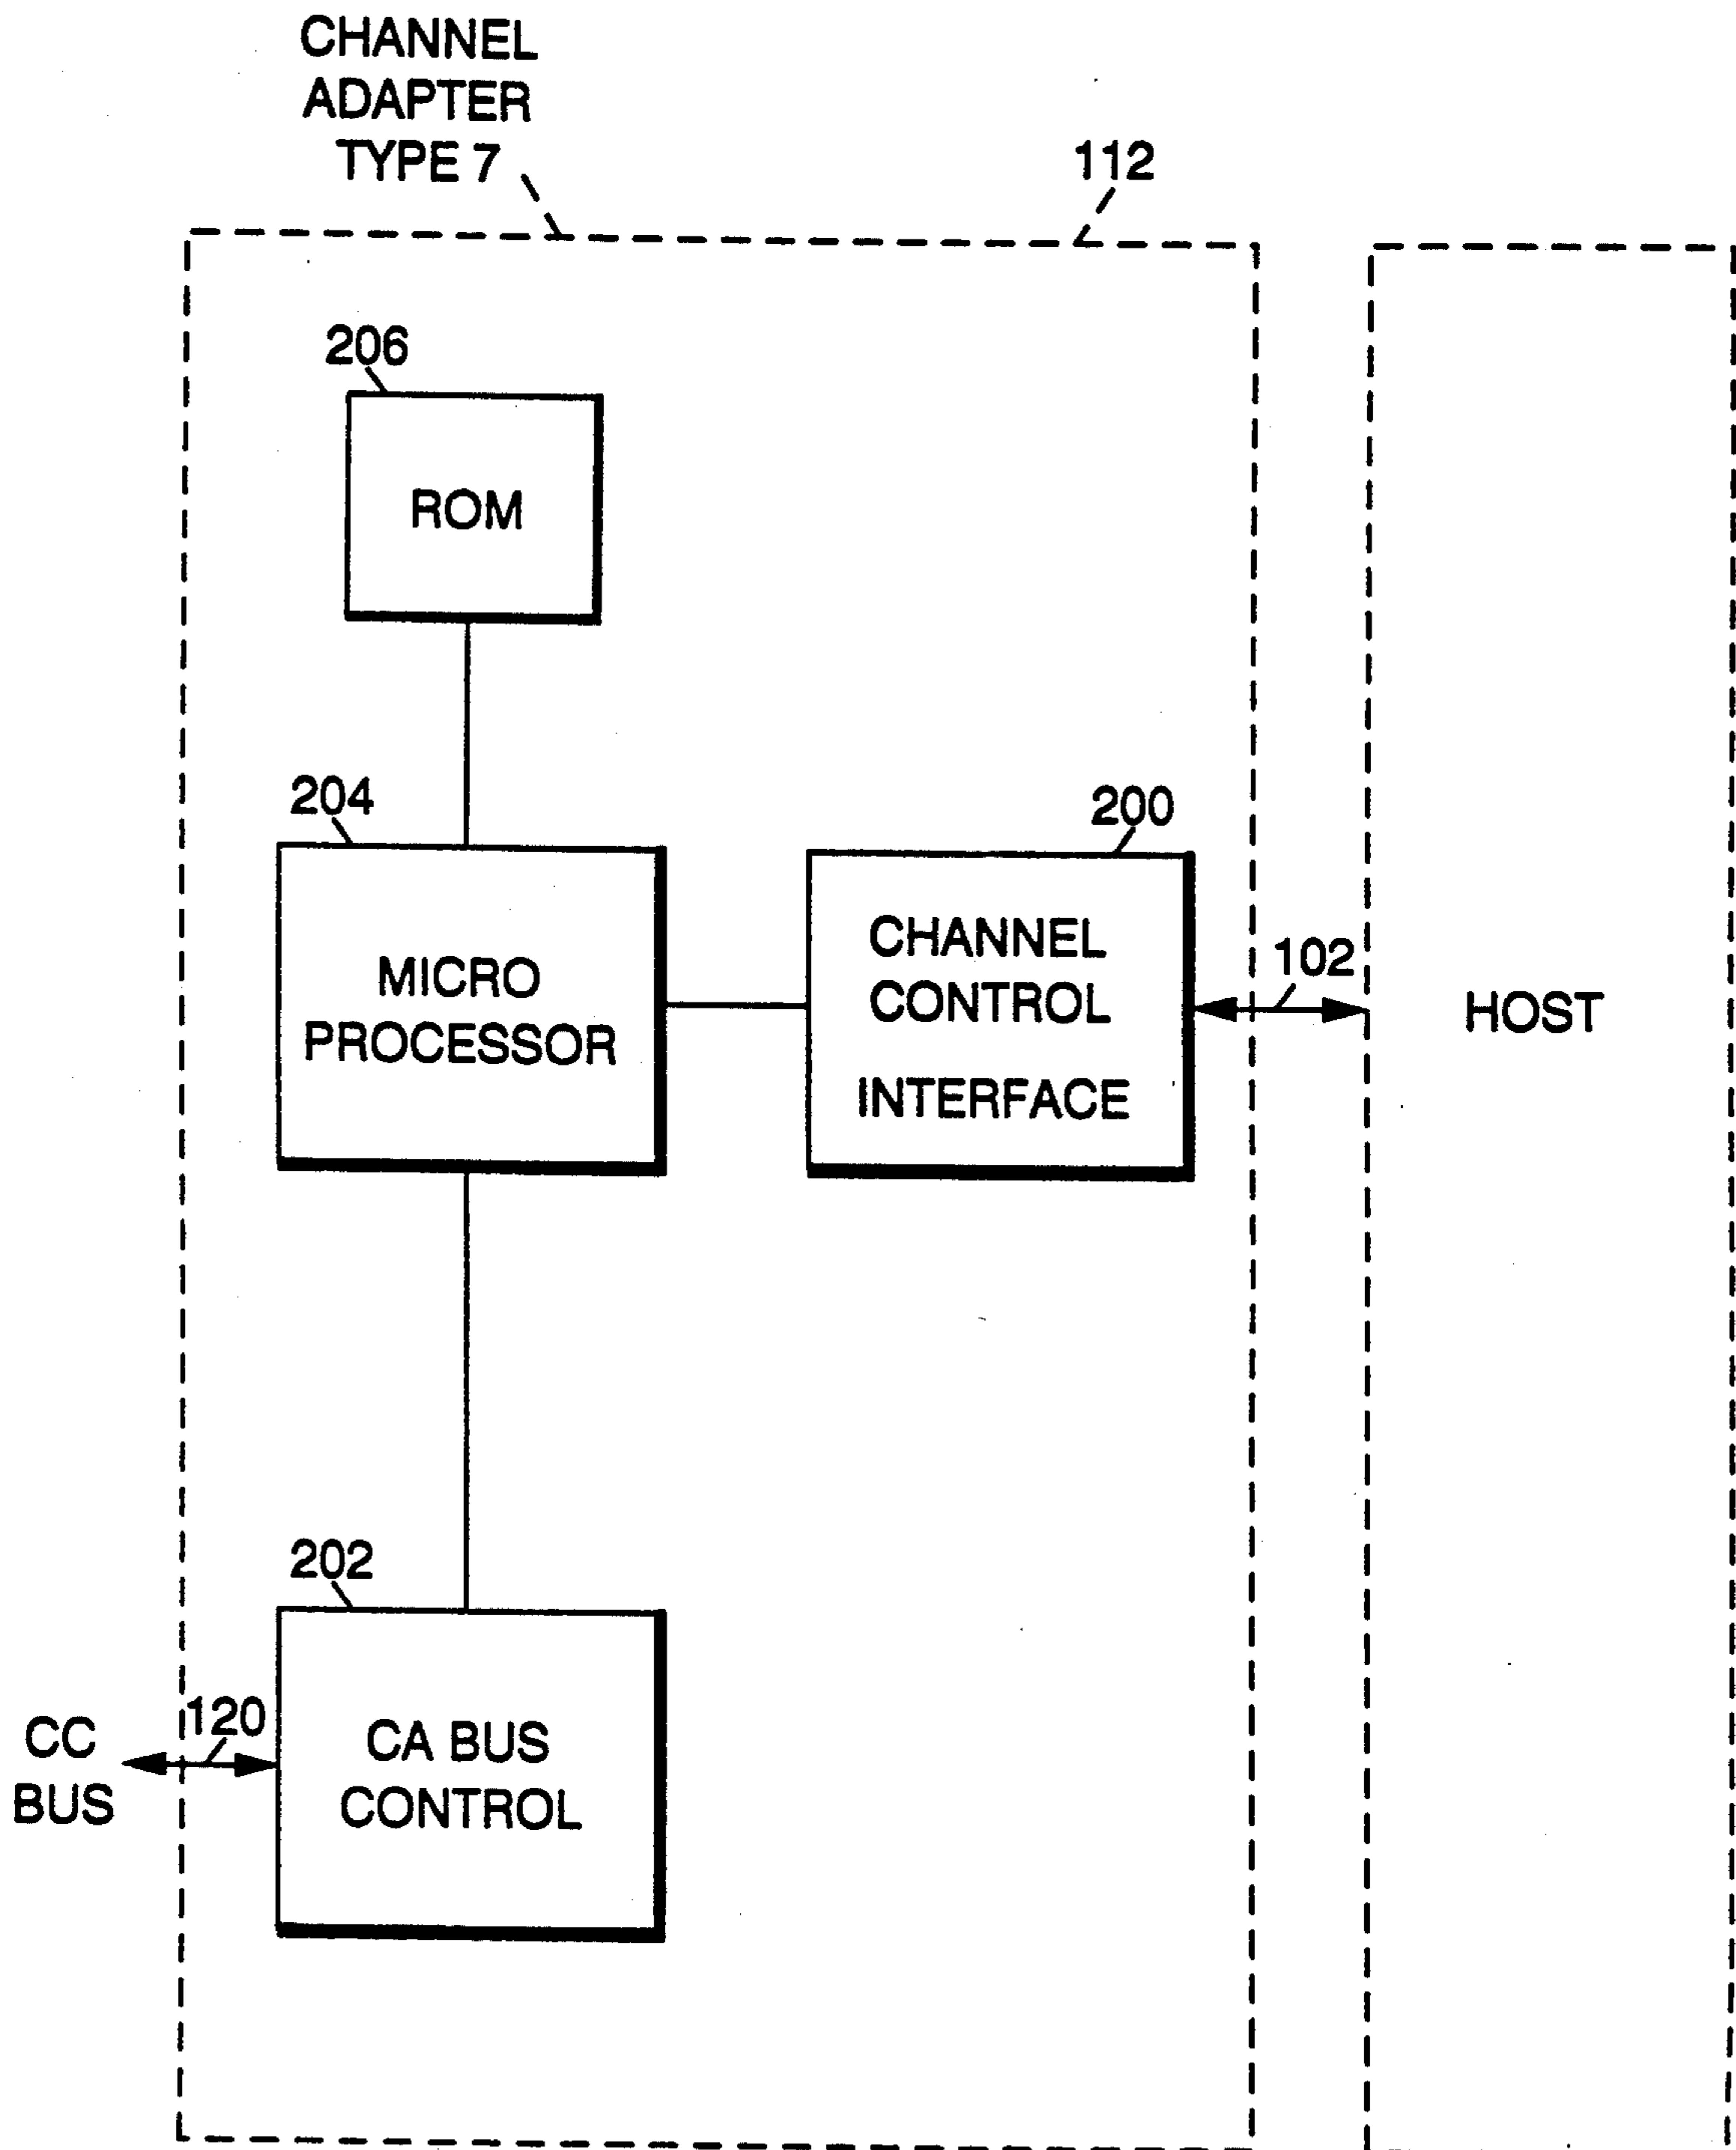 CHANNEL
ADAPTER
TYPE 7
112
206
ROM
204
MICRO
PROCESSOR
200
CHANNEL
CONTROL
INTERFACE
102
HOST
202
CA BUS
CONTROL
120
CC
BUS